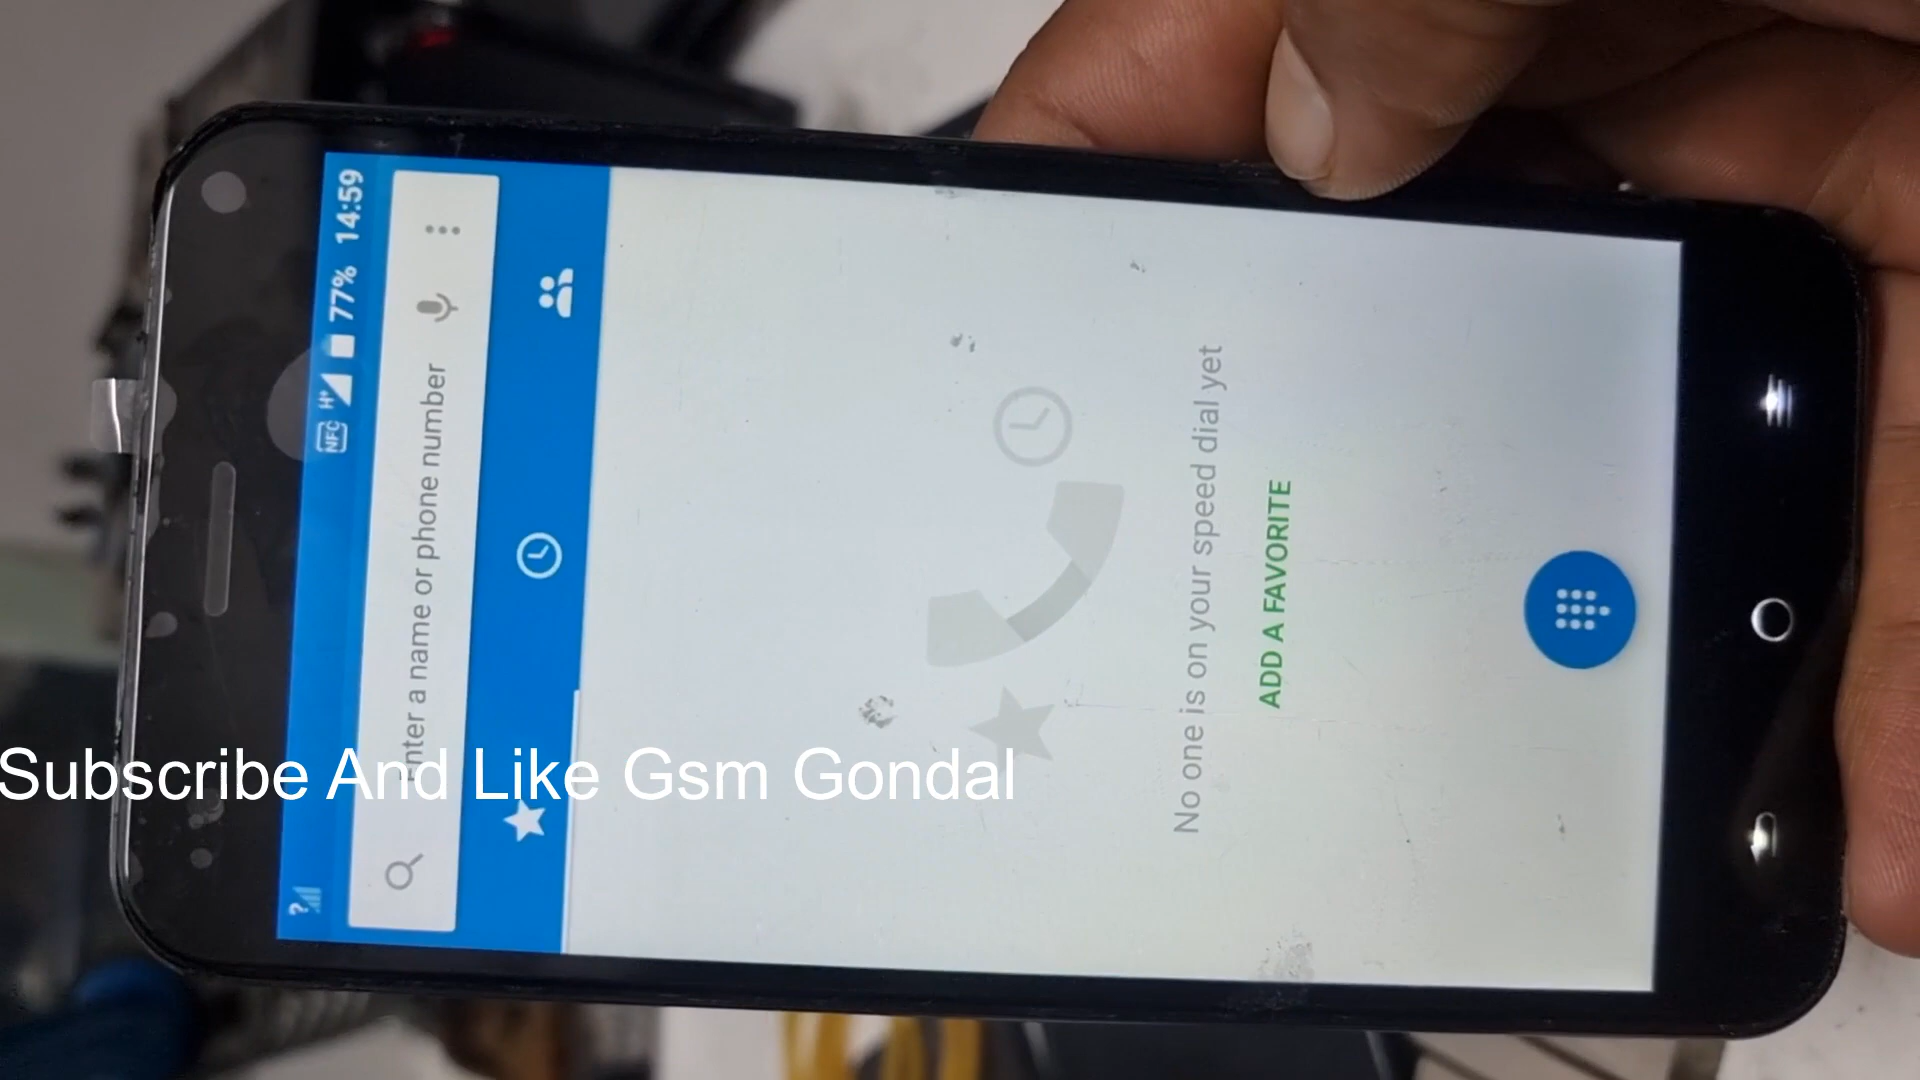 NFC H+ 77% 14:59
Enter a name or phone number
No one is on your speed dial yet
ADD A FAVORITE
Subscribe And Like Gsm Gondal